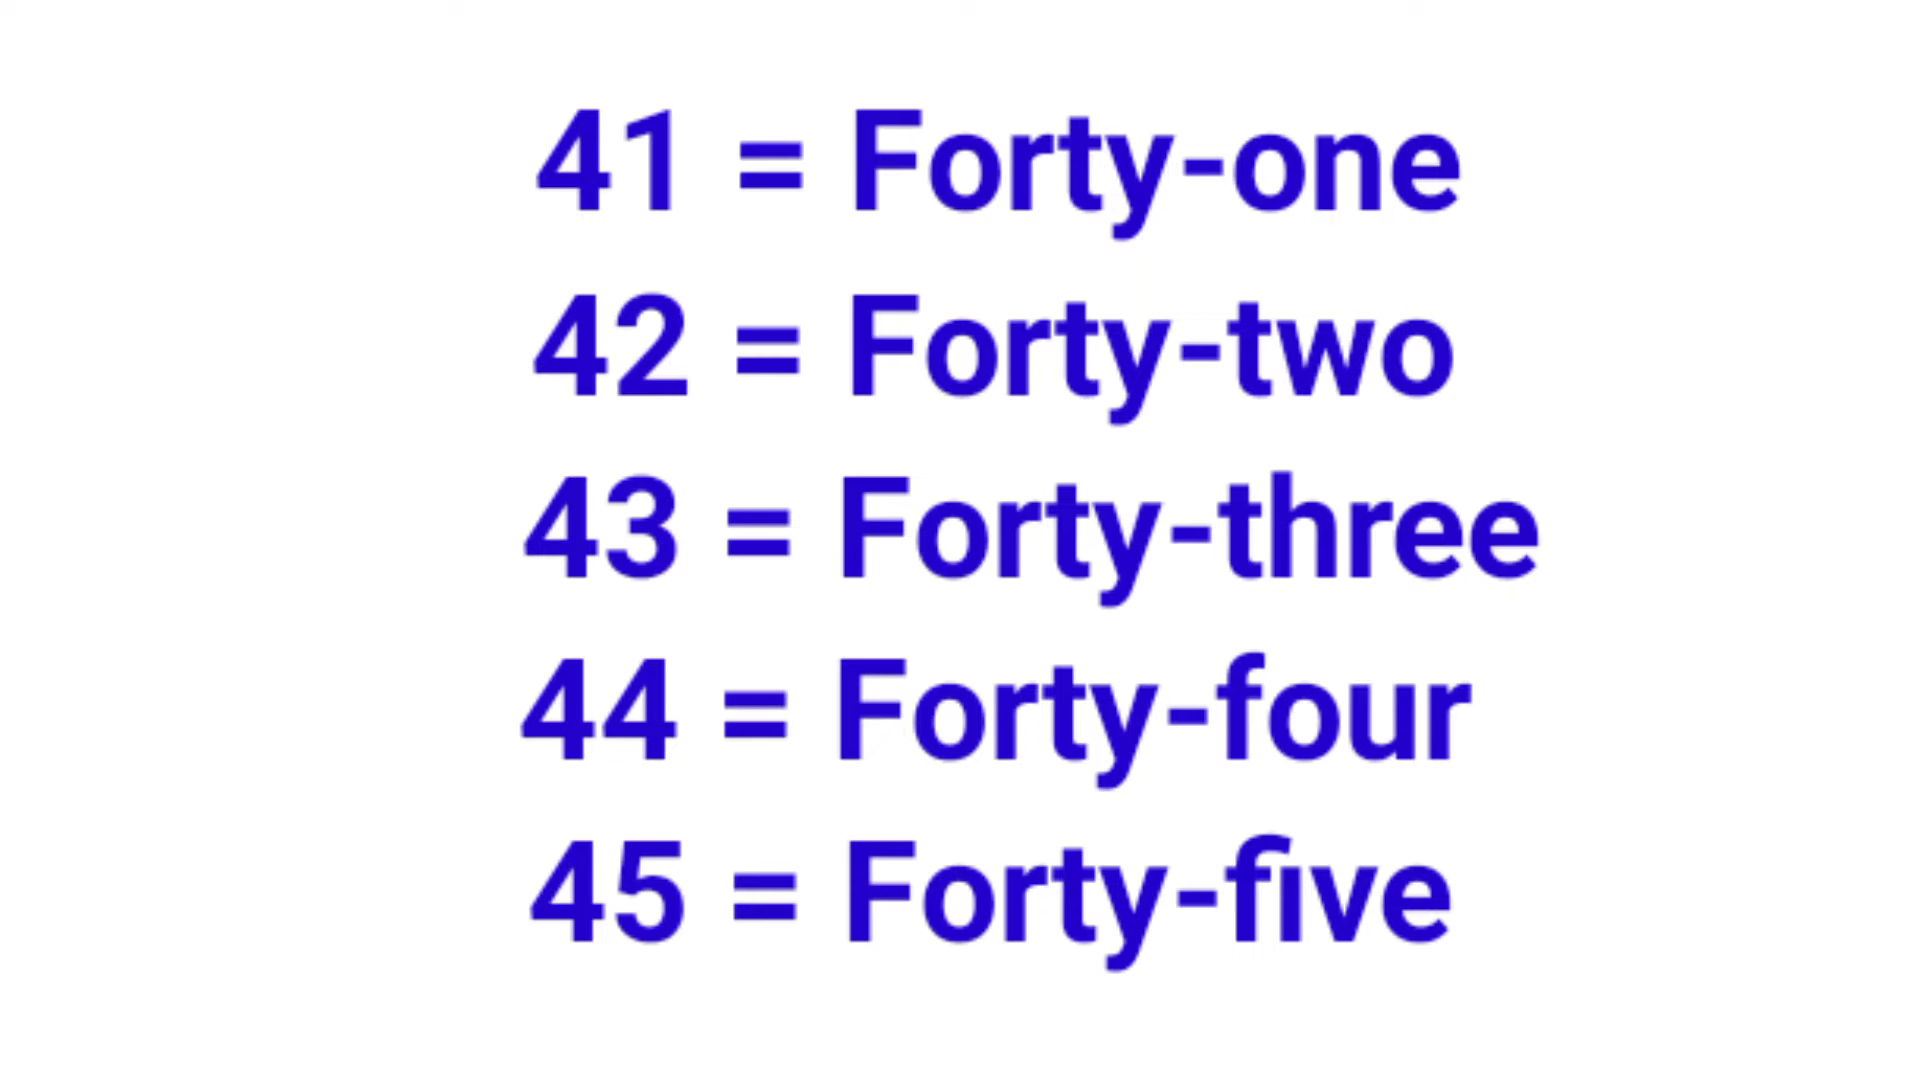 41 = Forty-one
42 = Forty-two
43 = Forty-three
44 = Forty-four
45 = Forty-five